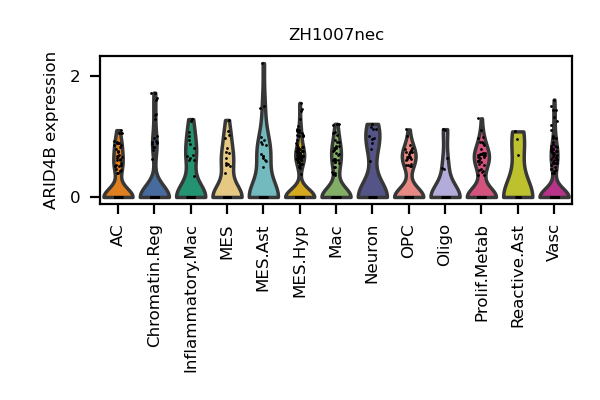 ZH1007nec
ARID4B expression
2
0
AC
Chromatin.Reg
Inflammatory.Mac
MES
MES.Ast
MES.Hyp
Mac
Neuron
OPC
Oligo
Prolif.Metab
Reactive.Ast
Vasc